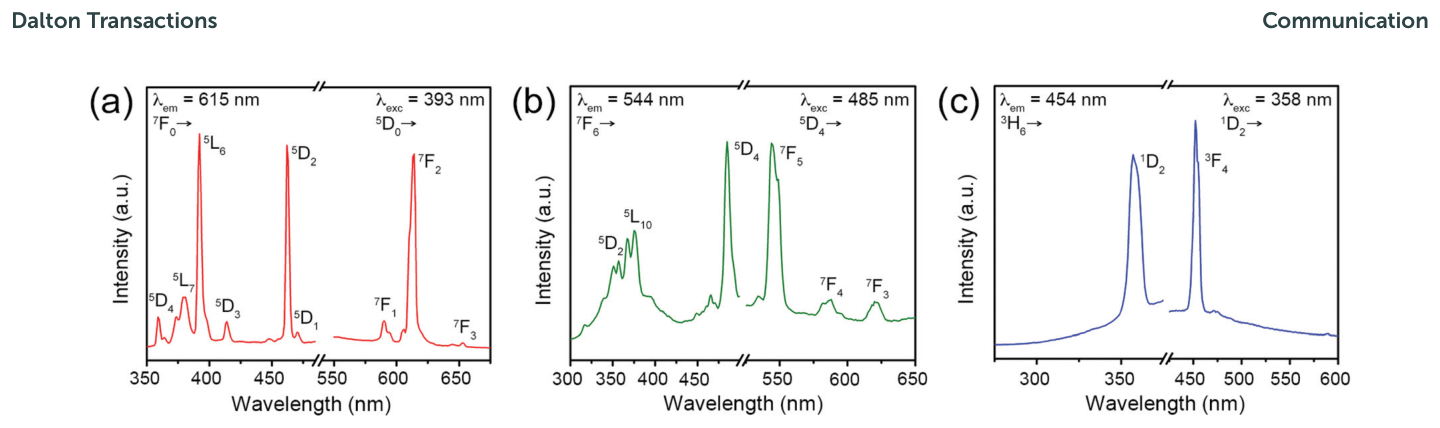 Dalton Transactions
Communication
(a)
λem = 615 nm
λexc = 393 nm
⁷F₀→
⁵D₀→
⁵L₆
⁵D₂
⁷F₂
⁵L₇
⁵D₄
⁵D₃
⁵D₁
⁷F₁
⁷F₃
Intensity (a.u.)
350 400 450 550 600 650
Wavelength (nm)
(b)
λem = 544 nm
λexc = 485 nm
⁷F₆→
⁵D₄→
⁵D₄
⁷F₅
⁵L₁₀
⁵D₂
⁷F₄
⁷F₃
Intensity (a.u.)
300 350 400 450 550 600 650
Wavelength (nm)
(c)
λem = 454 nm
λexc = 358 nm
³H₆→
¹D₂→
¹D₂
³F₄
Intensity (a.u.)
300 350 450 500 550 600
Wavelength (nm)